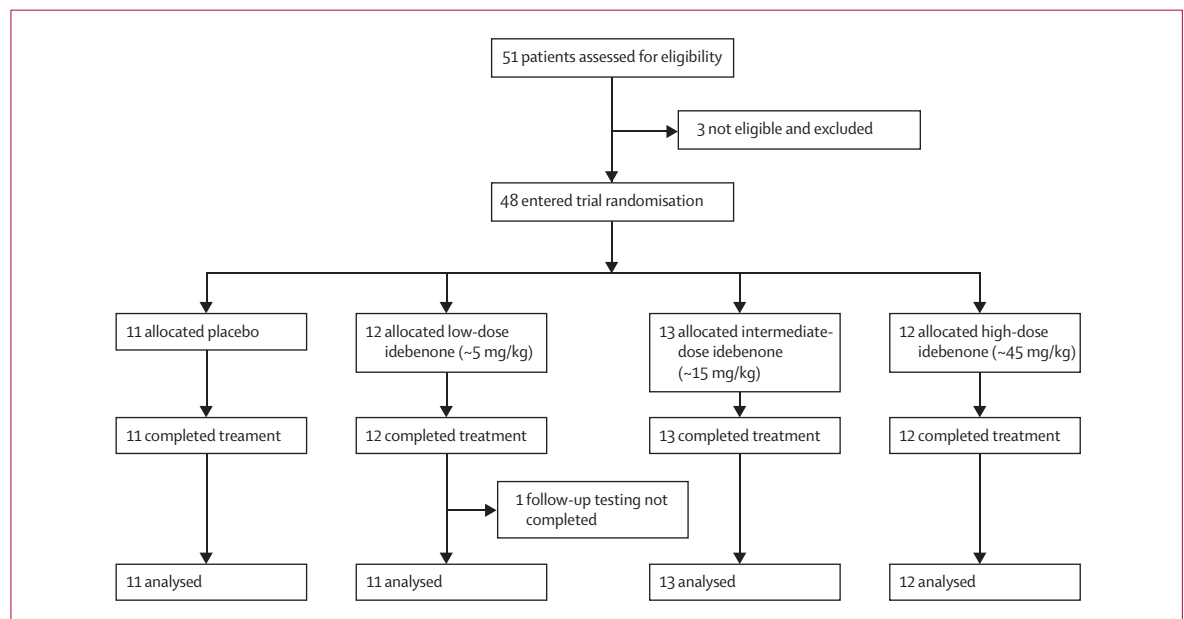 51 patients assessed for eligibility
3 not eligible and excluded
48 entered trial randomisation
11 allocated placebo
12 allocated low-dose
idebenone (~5 mg/kg)
13 allocated intermediate-
dose idebenone
(~15 mg/kg)
12 allocated high-dose
idebenone (~45 mg/kg)
11 completed treament
12 completed treatment
13 completed treatment
12 completed treatment
1 follow-up testing not
completed
11 analysed
11 analysed
13 analysed
12 analysed